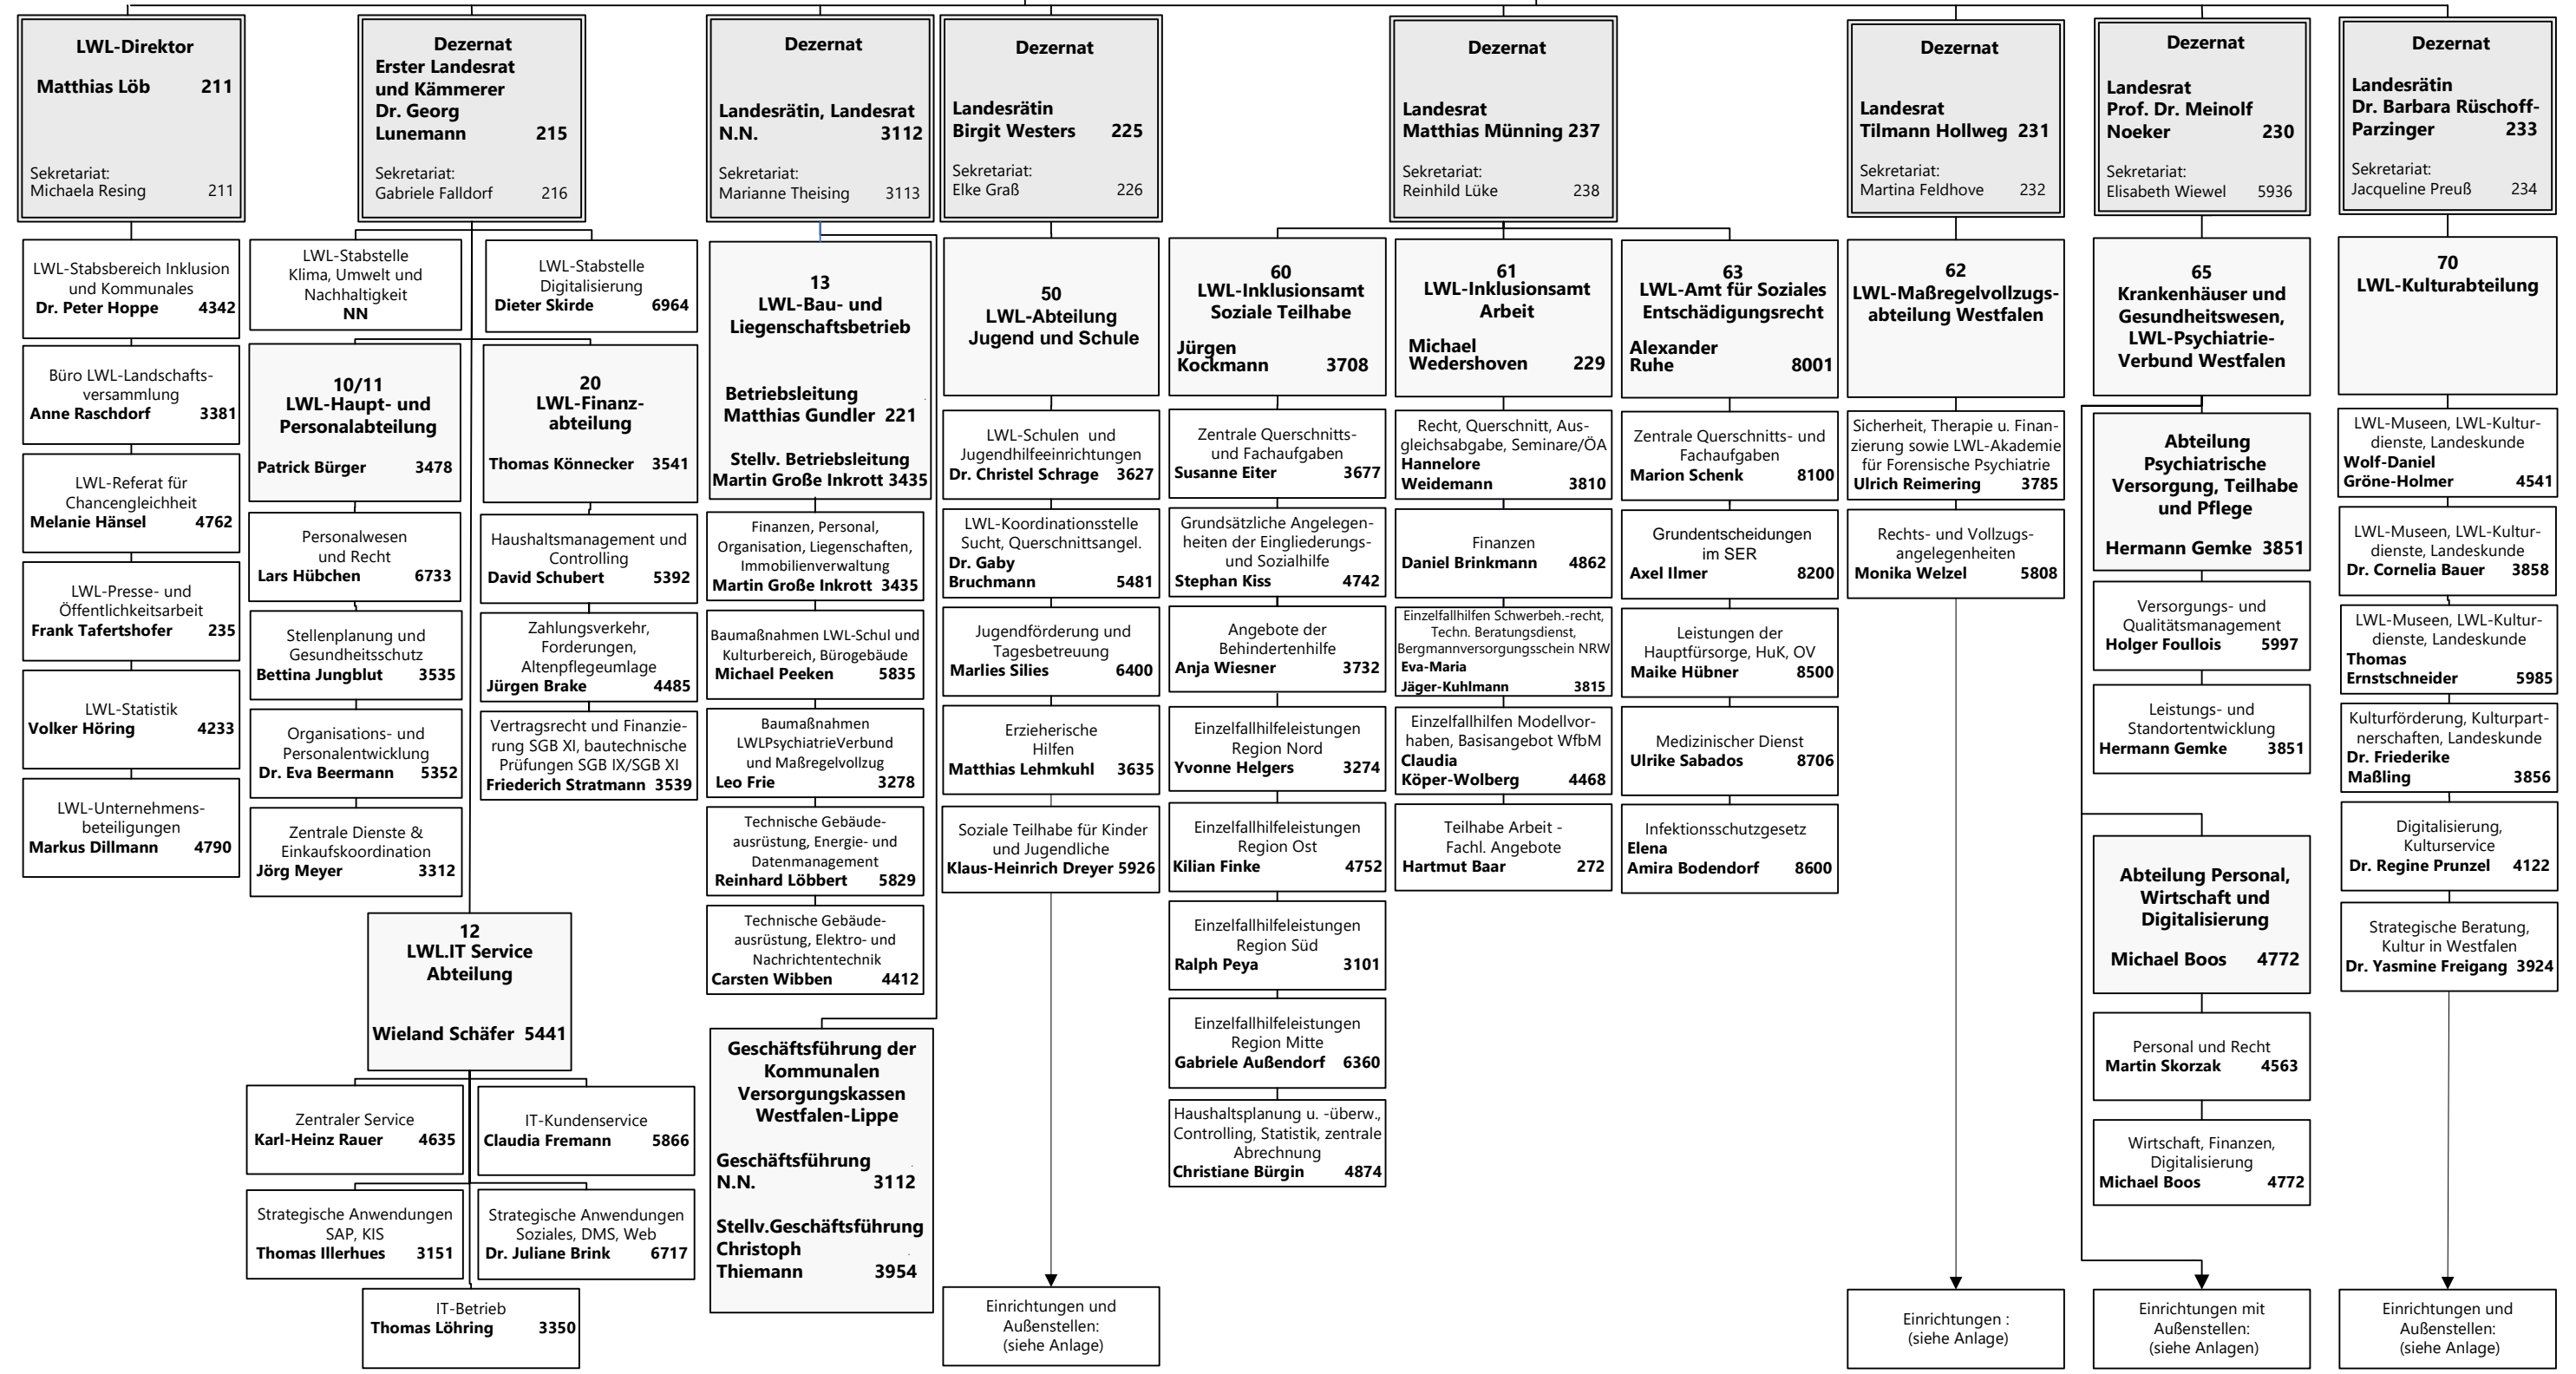 LWL-Direktor
Matthias Löb 211
Sekretariat:
Michaela Resing 211
LWL-Stabsbereich Inklusion
und Kommunales
Dr. Peter Hoppe 4342
Büro LWL-Landschafts-
versammlung
Anne Raschdorf 3381
LWL-Referat für
Chancengleichheit
Melanie Hänsel 4762
LWL-Presse- und
Öffentlichkeitsarbeit
Frank Tafertshofer 235
LWL-Statistik
Volker Höring 4233
LWL-Unternehmens-
beteiligungen
Markus Dillmann 4790
Dezernat
Erster Landesrat
und Kämmerer
Dr. Georg
Lunemann 215
Sekretariat:
Gabriele Falldorf 216
LWL-Stabstelle
Klima, Umwelt und
Nachhaltigkeit
NN
LWL-Stabstelle
Digitalisierung
Dieter Skirde 6964
10/11
LWL-Haupt- und
Personalabteilung
Patrick Bürger 3478
Personalwesen
und Recht
Lars Hübchen 6733
Stellenplanung und
Gesundheitsschutz
Bettina Jungblut 3535
Organisations- und
Personalentwicklung
Dr. Eva Beermann 5352
Zentrale Dienste &
Einkaufskoordination
Jörg Meyer 3312
20
LWL-Finanz-
abteilung
Thomas Könnecker 3541
Haushaltsmanagement und
Controlling
David Schubert 5392
Zahlungsverkehr,
Forderungen,
Altenpflegeumlage
Jürgen Brake 4485
Vertragsrecht und Finanzie-
rung SGB XI, bautechnische
Prüfungen SGB IX/SGB XI
Friederich Stratmann 3539
12
LWL.IT Service
Abteilung
Wieland Schäfer 5441
Zentraler Service
Karl-Heinz Rauer 4635
IT-Kundenservice
Claudia Fremann 5866
Strategische Anwendungen
SAP, KIS
Thomas Illerhues 3151
Strategische Anwendungen
Soziales, DMS, Web
Dr. Juliane Brink 6717
IT-Betrieb
Thomas Löhring 3350
Dezernat
Landesrätin, Landesrat
N.N. 3112
Sekretariat:
Marianne Theising 3113
13
LWL-Bau- und
Liegenschaftsbetrieb
Betriebsleitung
Matthias Gundler 221
Stellv. Betriebsleitung
Martin Große Inkrott 3435
Finanzen, Personal,
Organisation, Liegenschaften,
Immobilienverwaltung
Martin Große Inkrott 3435
Baumaßnahmen LWL-Schul und
Kulturbereich, Bürogebäude
Michael Peeken 5835
Baumaßnahmen
LWLPsychiatrieVerbund
und Maßregelvollzug
Leo Frie 3278
Technische Gebäude-
ausrüstung, Energie- und
Datenmanagement
Reinhard Löbbert 5829
Technische Gebäude-
ausrüstung, Elektro- und
Nachrichtentechnik
Carsten Wibben 4412
Geschäftsführung der
Kommunalen
Versorgungskassen
Westfalen-Lippe
Geschäftsführung
N.N. 3112
Stellv.Geschäftsführung
Christoph
Thiemann 3954
Dezernat
Landesrätin
Birgit Westers 225
Sekretariat:
Elke Graß 226
50
LWL-Abteilung
Jugend und Schule
LWL-Schulen und
Jugendhilfeeinrichtungen
Dr. Christel Schrage 3627
LWL-Koordinationsstelle
Sucht, Querschnittsangel.
Dr. Gaby
Bruchmann 5481
Jugendförderung und
Tagesbetreuung
Marlies Silies 6400
Erzieherische
Hilfen
Matthias Lehmkuhl 3635
Soziale Teilhabe für Kinder
und Jugendliche
Klaus-Heinrich Dreyer 5926
Einrichtungen und
Außenstellen:
(siehe Anlage)
Dezernat
Landesrat
Matthias Münning 237
Sekretariat:
Reinhild Lüke 238
60
LWL-Inklusionsamt
Soziale Teilhabe
Jürgen
Kockmann 3708
Zentrale Querschnitts-
und Fachaufgaben
Susanne Eiter 3677
Grundsätzliche Angelegen-
heiten der Eingliederungs-
und Sozialhilfe
Stephan Kiss 4742
Angebote der
Behindertenhilfe
Anja Wiesner 3732
Einzelfallhilfeleistungen
Region Nord
Yvonne Helgers 3274
Einzelfallhilfeleistungen
Region Ost
Kilian Finke 4752
Einzelfallhilfeleistungen
Region Süd
Ralph Peya 3101
Einzelfallhilfeleistungen
Region Mitte
Gabriele Außendorf 6360
Haushaltsplanung u. -überw.,
Controlling, Statistik, zentrale
Abrechnung
Christiane Bürgin 4874
61
LWL-Inklusionsamt
Arbeit
Michael
Wedershoven 229
Recht, Querschnitt, Aus-
gleichsabgabe, Seminare/ÖA
Hannelore
Weidemann 3810
Finanzen
Daniel Brinkmann 4862
Einzelfallhilfen Schwerbeh.-recht,
Techn. Beratungsdienst,
Bergmannversorgungsschein NRW
Eva-Maria
Jäger-Kuhlmann 3815
Einzelfallhilfen Modellvor-
haben, Basisangebot WfbM
Claudia
Köper-Wolberg 4468
Teilhabe Arbeit -
Fachl. Angebote
Hartmut Baar 272
63
LWL-Amt für Soziales
Entschädigungsrecht
Alexander
Ruhe 8001
Zentrale Querschnitts- und
Fachaufgaben
Marion Schenk 8100
Grundentscheidungen
im SER
Axel Ilmer 8200
Leistungen der
Hauptfürsorge, HuK, OV
Maike Hübner 8500
Medizinischer Dienst
Ulrike Sabados 8706
Infektionsschutzgesetz
Elena
Amira Bodendorf 8600
Dezernat
Landesrat
Tilmann Hollweg 231
Sekretariat:
Martina Feldhove 232
62
LWL-Maßregelvollzugs-
abteilung Westfalen
Sicherheit, Therapie u. Finan-
zierung sowie LWL-Akademie
für Forensische Psychiatrie
Ulrich Reimering 3785
Rechts- und Vollzugs-
angelegenheiten
Monika Welzel 5808
Einrichtungen :
(siehe Anlage)
Dezernat
Landesrat
Prof. Dr. Meinolf
Noeker 230
Sekretariat:
Elisabeth Wiewel 5936
65
Krankenhäuser und
Gesundheitswesen,
LWL-Psychiatrie-
Verbund Westfalen
Abteilung
Psychiatrische
Versorgung, Teilhabe
und Pflege
Hermann Gemke 3851
Versorgungs- und
Qualitätsmanagement
Holger Foullois 5997
Leistungs- und
Standortentwicklung
Hermann Gemke 3851
Abteilung Personal,
Wirtschaft und
Digitalisierung
Michael Boos 4772
Personal und Recht
Martin Skorzak 4563
Wirtschaft, Finanzen,
Digitalisierung
Michael Boos 4772
Einrichtungen mit
Außenstellen:
(siehe Anlagen)
Dezernat
Landesrätin
Dr. Barbara Rüschoff-
Parzinger 233
Sekretariat:
Jacqueline Preuß 234
70
LWL-Kulturabteilung
LWL-Museen, LWL-Kultur-
dienste, Landeskunde
Wolf-Daniel
Gröne-Holmer 4541
LWL-Museen, LWL-Kultur-
dienste, Landeskunde
Dr. Cornelia Bauer 3858
LWL-Museen, LWL-Kultur-
dienste, Landeskunde
Thomas
Ernstschneider 5985
Kulturförderung, Kulturpart-
nerschaften, Landeskunde
Dr. Friederike
Maßling 3856
Digitalisierung,
Kulturservice
Dr. Regine Prunzel 4122
Strategische Beratung,
Kultur in Westfalen
Dr. Yasmine Freigang 3924
Einrichtungen und
Außenstellen:
(siehe Anlage)